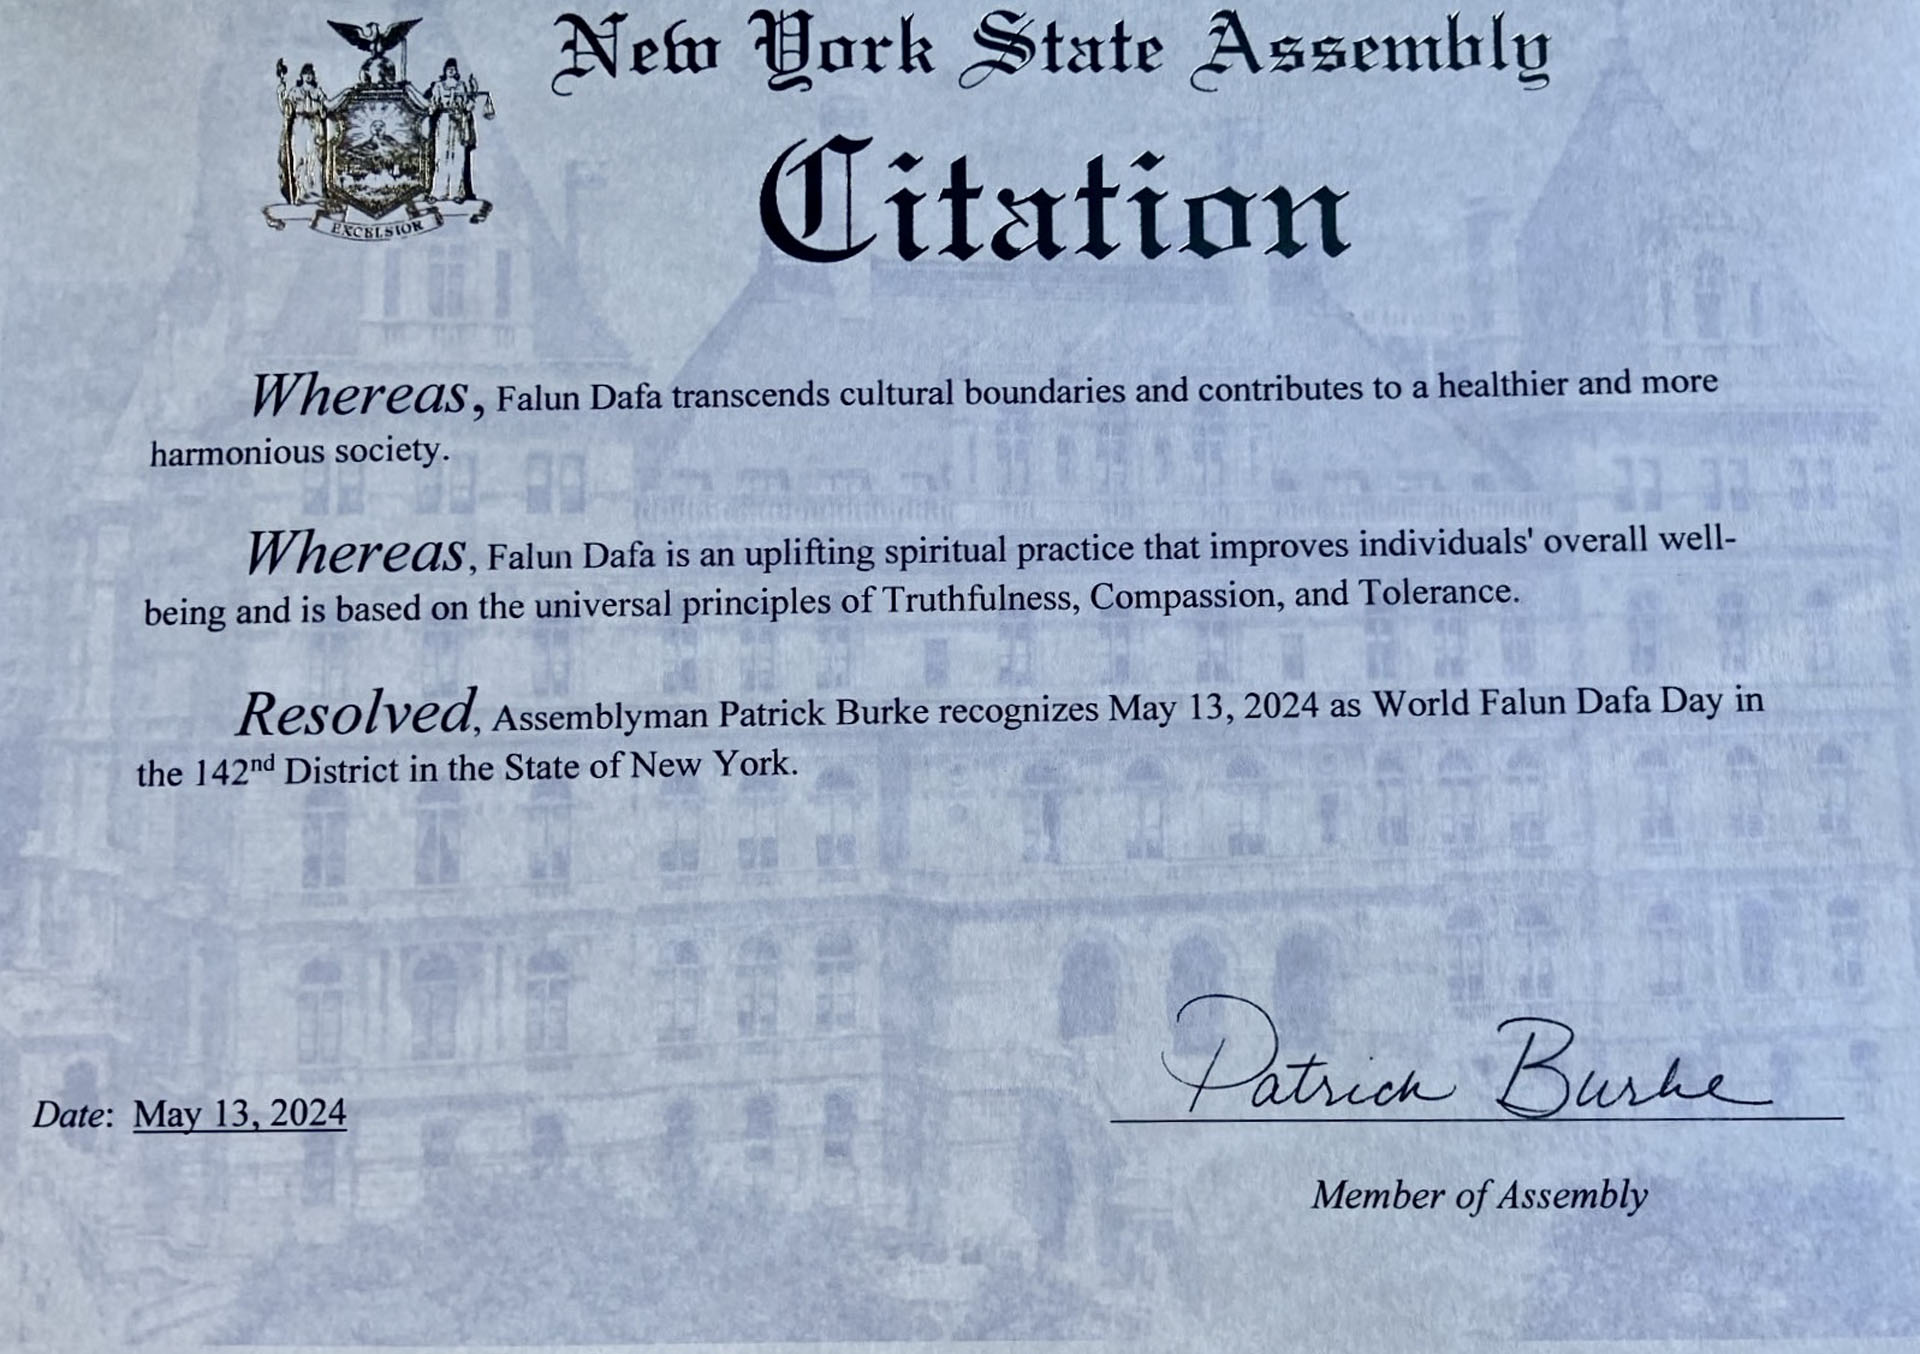 New York State Assembly
Citation
EXCELSIOR
Whereas, Falun Dafa transcends cultural boundaries and contributes to a healthier and more
harmonious society.
Whereas, Falun Dafa is an uplifting spiritual practice that improves individuals' overall well-
being and is based on the universal principles of Truthfulness, Compassion, and Tolerance.
Resolved, Assemblyman Patrick Burke recognizes May 13, 2024 as World Falun Dafa Day in
the 142nd District in the State of New York.
Patrick Burke
Date: May 13, 2024
Member of Assembly